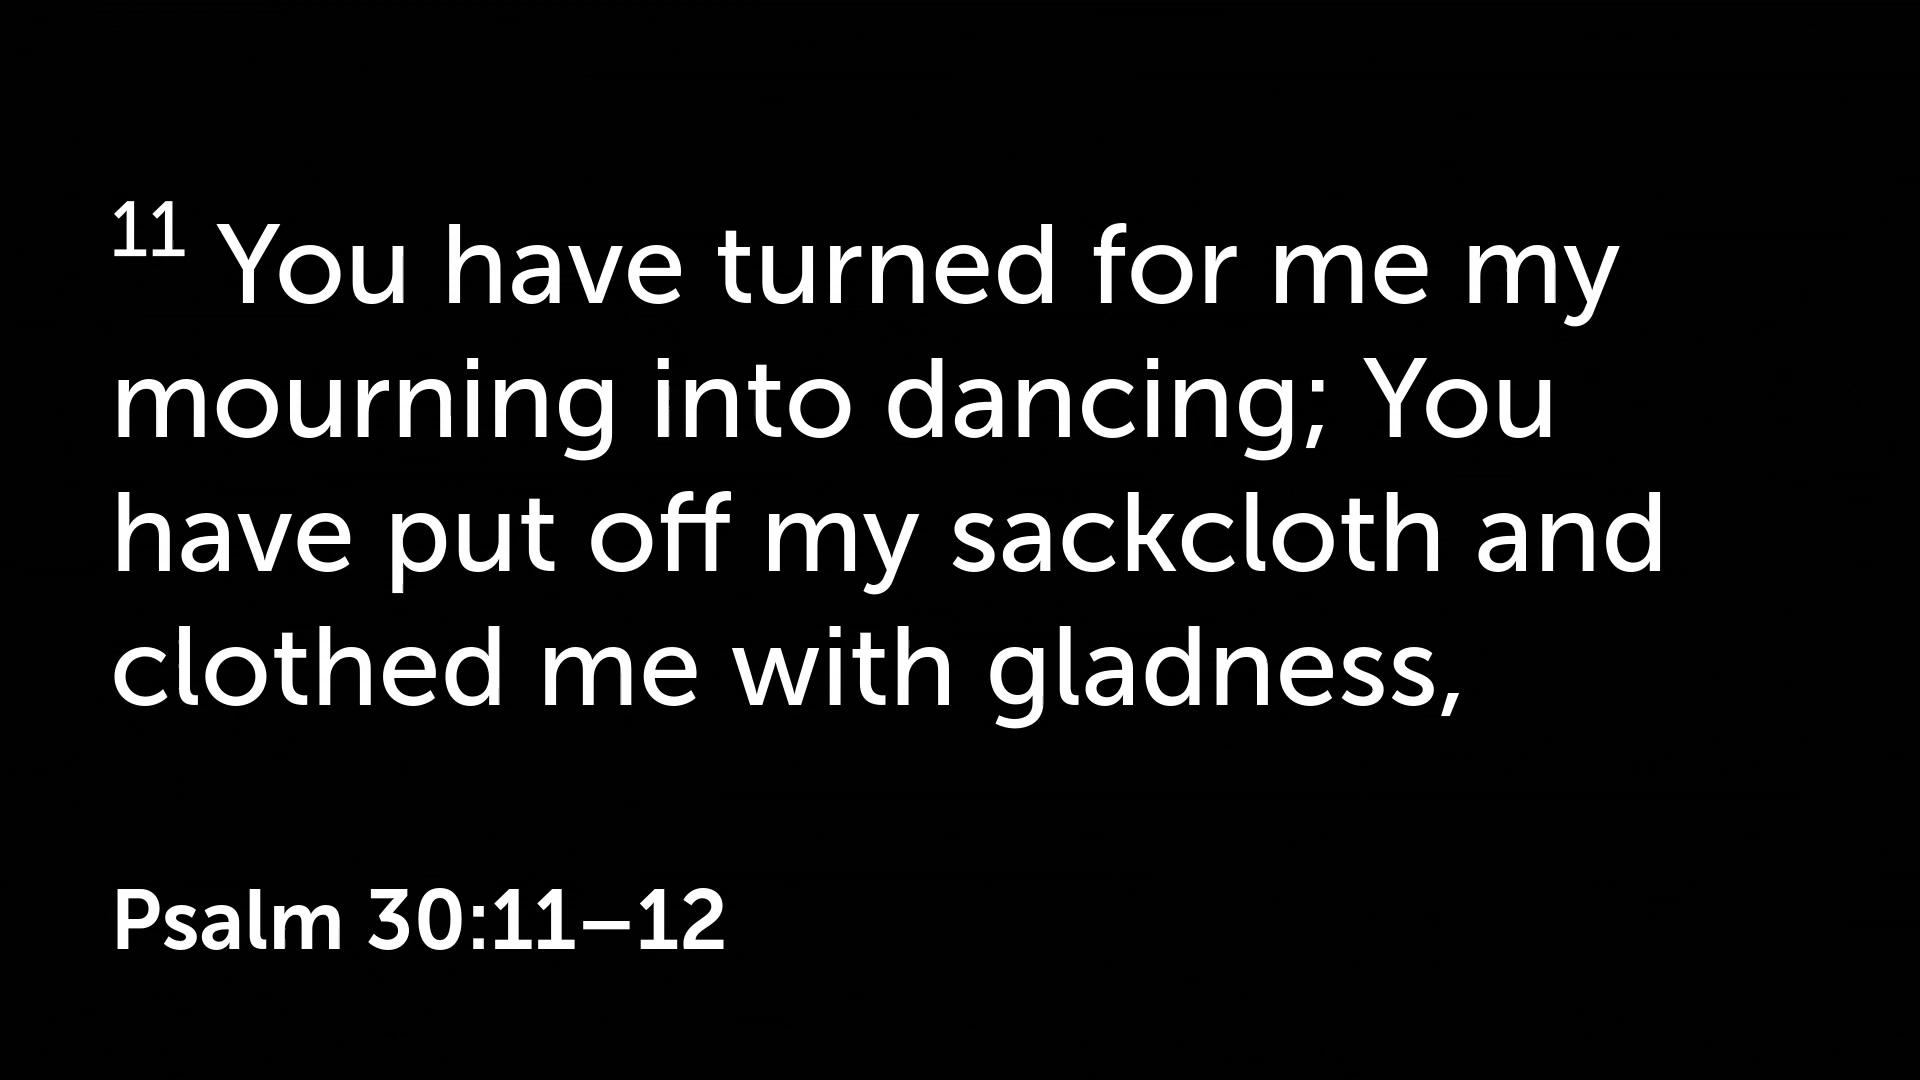 11 You have turned for me my
mourning into dancing; You
have put off my sackcloth and
clothed me with gladness,
Psalm 30:11–12